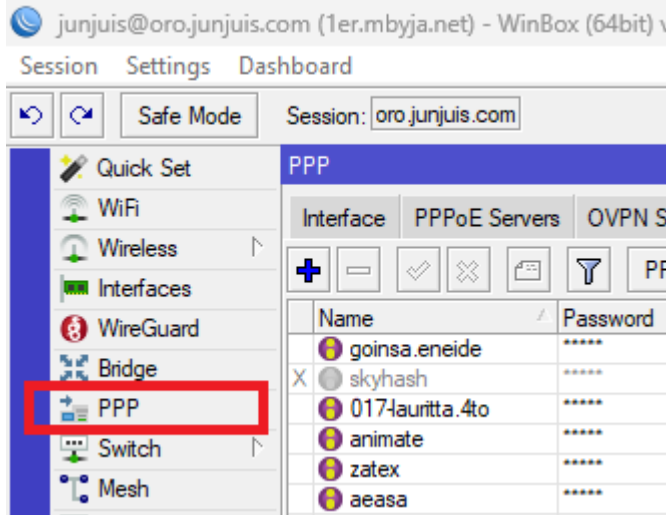 junjuis@oro.junjuis.com (1er.mbyja.net) - WinBox (64bit) v
Session Settings Dashboard
Safe Mode Session: oro.junjuis.com
Quick Set
WiFi
Wireless
Interfaces
WireGuard
Bridge
PPP
Switch
Mesh
PPP
Interface PPPoE Servers OVPN S
PP
Name Password
goinsa.eneide *****
X skyhash *****
017-lauritta.4to *****
animate *****
zatex *****
aeasa *****